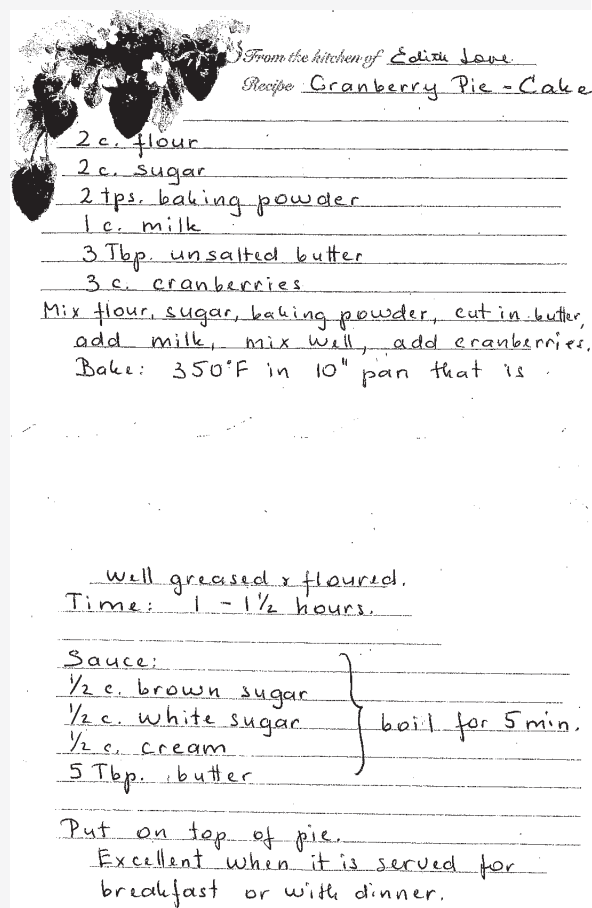 From the kitchen of Edith Love
Recipe Cranberry Pie - Cake
2 c. flour
2 c. sugar
2 tps. baking powder
1 c. milk
3 Tbp. unsalted butter
3 c. cranberries
Mix flour, sugar, baking powder, cut in butter,
add milk, mix well, add cranberries.
Bake: 350°F in 10" pan that is
well greased & floured.
Time: 1 - 1½ hours.
Sauce:
½ c. brown sugar
½ c. white sugar
½ c. cream
5 Tbp. butter
boil for 5 min.
Put on top of pie.
Excellent when it is served for
breakfast or with dinner.